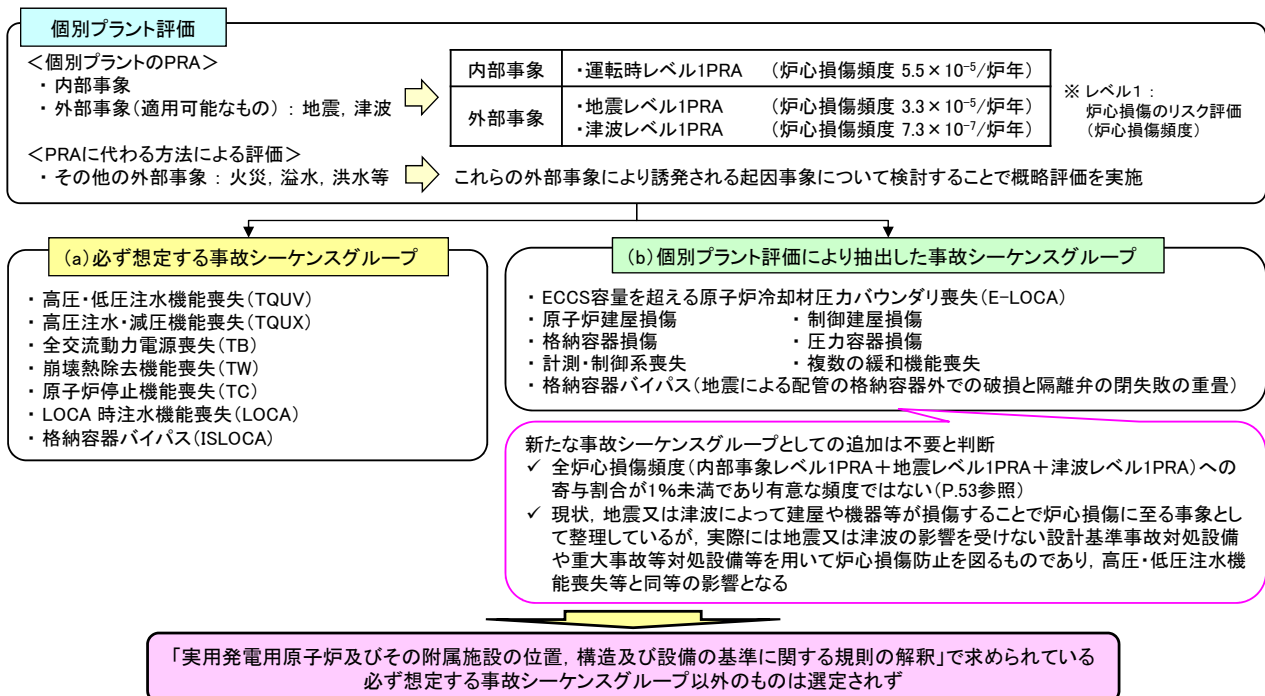 個別プラント評価
＜個別プラントのPRA＞
・ 内部事象
・ 外部事象(適用可能なもの) : 地震, 津波
内部事象 ・運転時レベル1PRA (炉心損傷頻度 5.5×10⁻⁵/炉年)
外部事象 ・地震レベル1PRA (炉心損傷頻度 3.3×10⁻⁵/炉年)
・津波レベル1PRA (炉心損傷頻度 7.3×10⁻⁷/炉年)
※ レベル1 :
炉心損傷のリスク評価
(炉心損傷頻度)
＜PRAに代わる方法による評価＞
・ その他の外部事象 : 火災, 溢水, 洪水等
これらの外部事象により誘発される起因事象について検討することで概略評価を実施
(a)必ず想定する事故シーケンスグループ
・ 高圧・低圧注水機能喪失(TQUV)
・ 高圧注水・減圧機能喪失(TQUX)
・ 全交流動力電源喪失(TB)
・ 崩壊熱除去機能喪失(TW)
・ 原子炉停止機能喪失(TC)
・ LOCA 時注水機能喪失(LOCA)
・ 格納容器バイパス(ISLOCA)
(b)個別プラント評価により抽出した事故シーケンスグループ
・ ECCS容量を超える原子炉冷却材圧力バウンダリ喪失(E-LOCA)
・ 原子炉建屋損傷 ・ 制御建屋損傷
・ 格納容器損傷 ・ 圧力容器損傷
・ 計測・制御系喪失 ・ 複数の緩和機能喪失
・ 格納容器バイパス(地震による配管の格納容器外での破損と隔離弁の閉失敗の重畳)
新たな事故シーケンスグループとしての追加は不要と判断
✓ 全炉心損傷頻度(内部事象レベル1PRA+地震レベル1PRA+津波レベル1PRA)への
寄与割合が1%未満であり有意な頻度ではない(P.53参照)
✓ 現状, 地震又は津波によって建屋や機器等が損傷することで炉心損傷に至る事象として
整理しているが, 実際には地震又は津波の影響を受けない設計基準事故対処設備
や重大事故等対処設備等を用いて炉心損傷防止を図るものであり, 高圧・低圧注水機
能喪失等と同等の影響となる
「実用発電用原子炉及びその附属施設の位置, 構造及び設備の基準に関する規則の解釈」で求められている
必ず想定する事故シーケンスグループ以外のものは選定されず